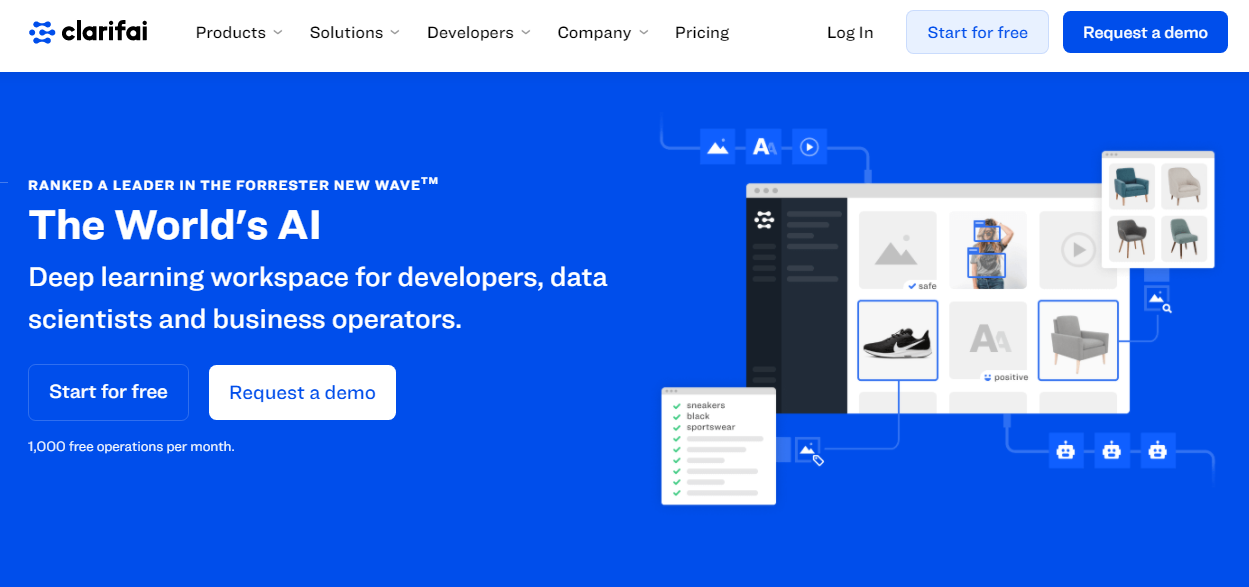 clarifai
Products
Solutions
Developers
Company
Pricing
Log In
Start for free
Request a demo
RANKED A LEADER IN THE FORRESTER NEW WAVE™
The World's AI
Deep learning workspace for developers, data
scientists and business operators.
Start for free
Request a demo
1,000 free operations per month.
AA
safe
AA
positive
sneakers
black
sportswear